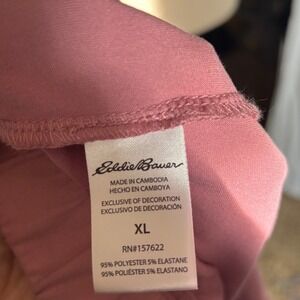 Eddie Bauer
MADE IN CAMBODIA
HECHO EN CAMBOYA
EXCLUSIVE OF DECORATION
EXCLUSIVO DE DECORACIÓN
XL
RN#157622
95% POLYESTER 5% ELASTANE
95% POLIÉSTER 5% ELASTANO